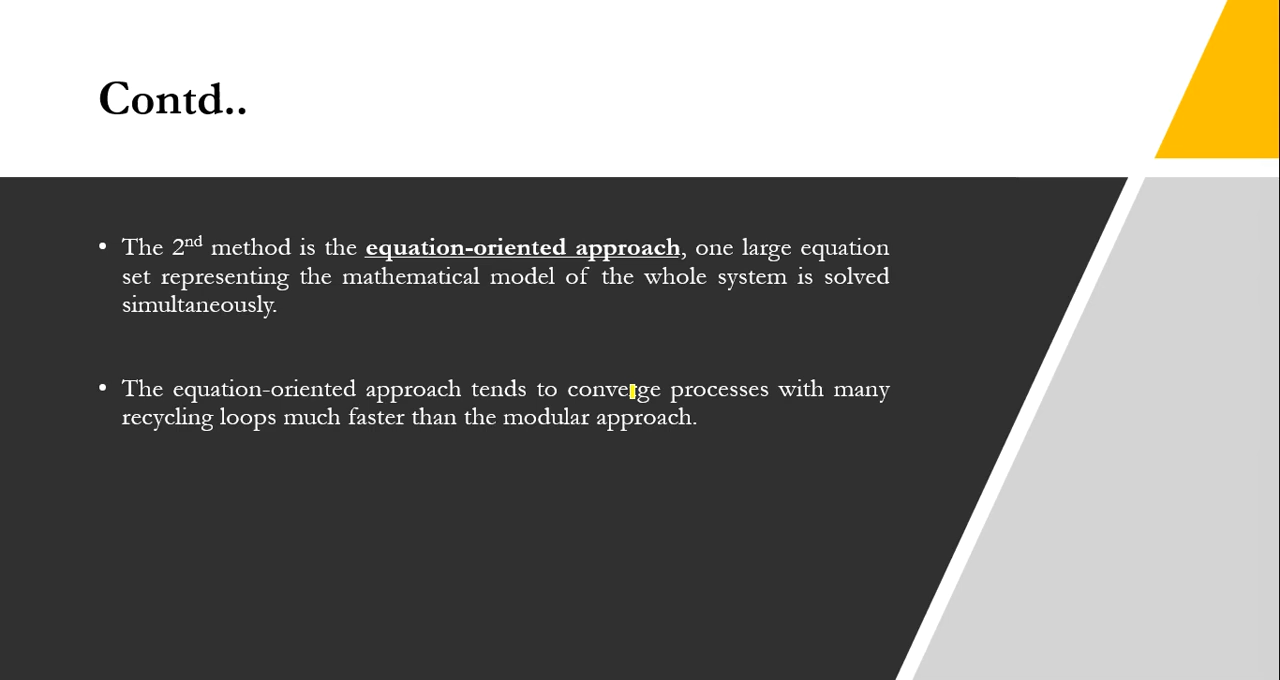 Contd..
• The 2nd method is the equation-oriented approach, one large equation
set representing the mathematical model of the whole system is solved
simultaneously.
• The equation-oriented approach tends to converge processes with many
recycling loops much faster than the modular approach.